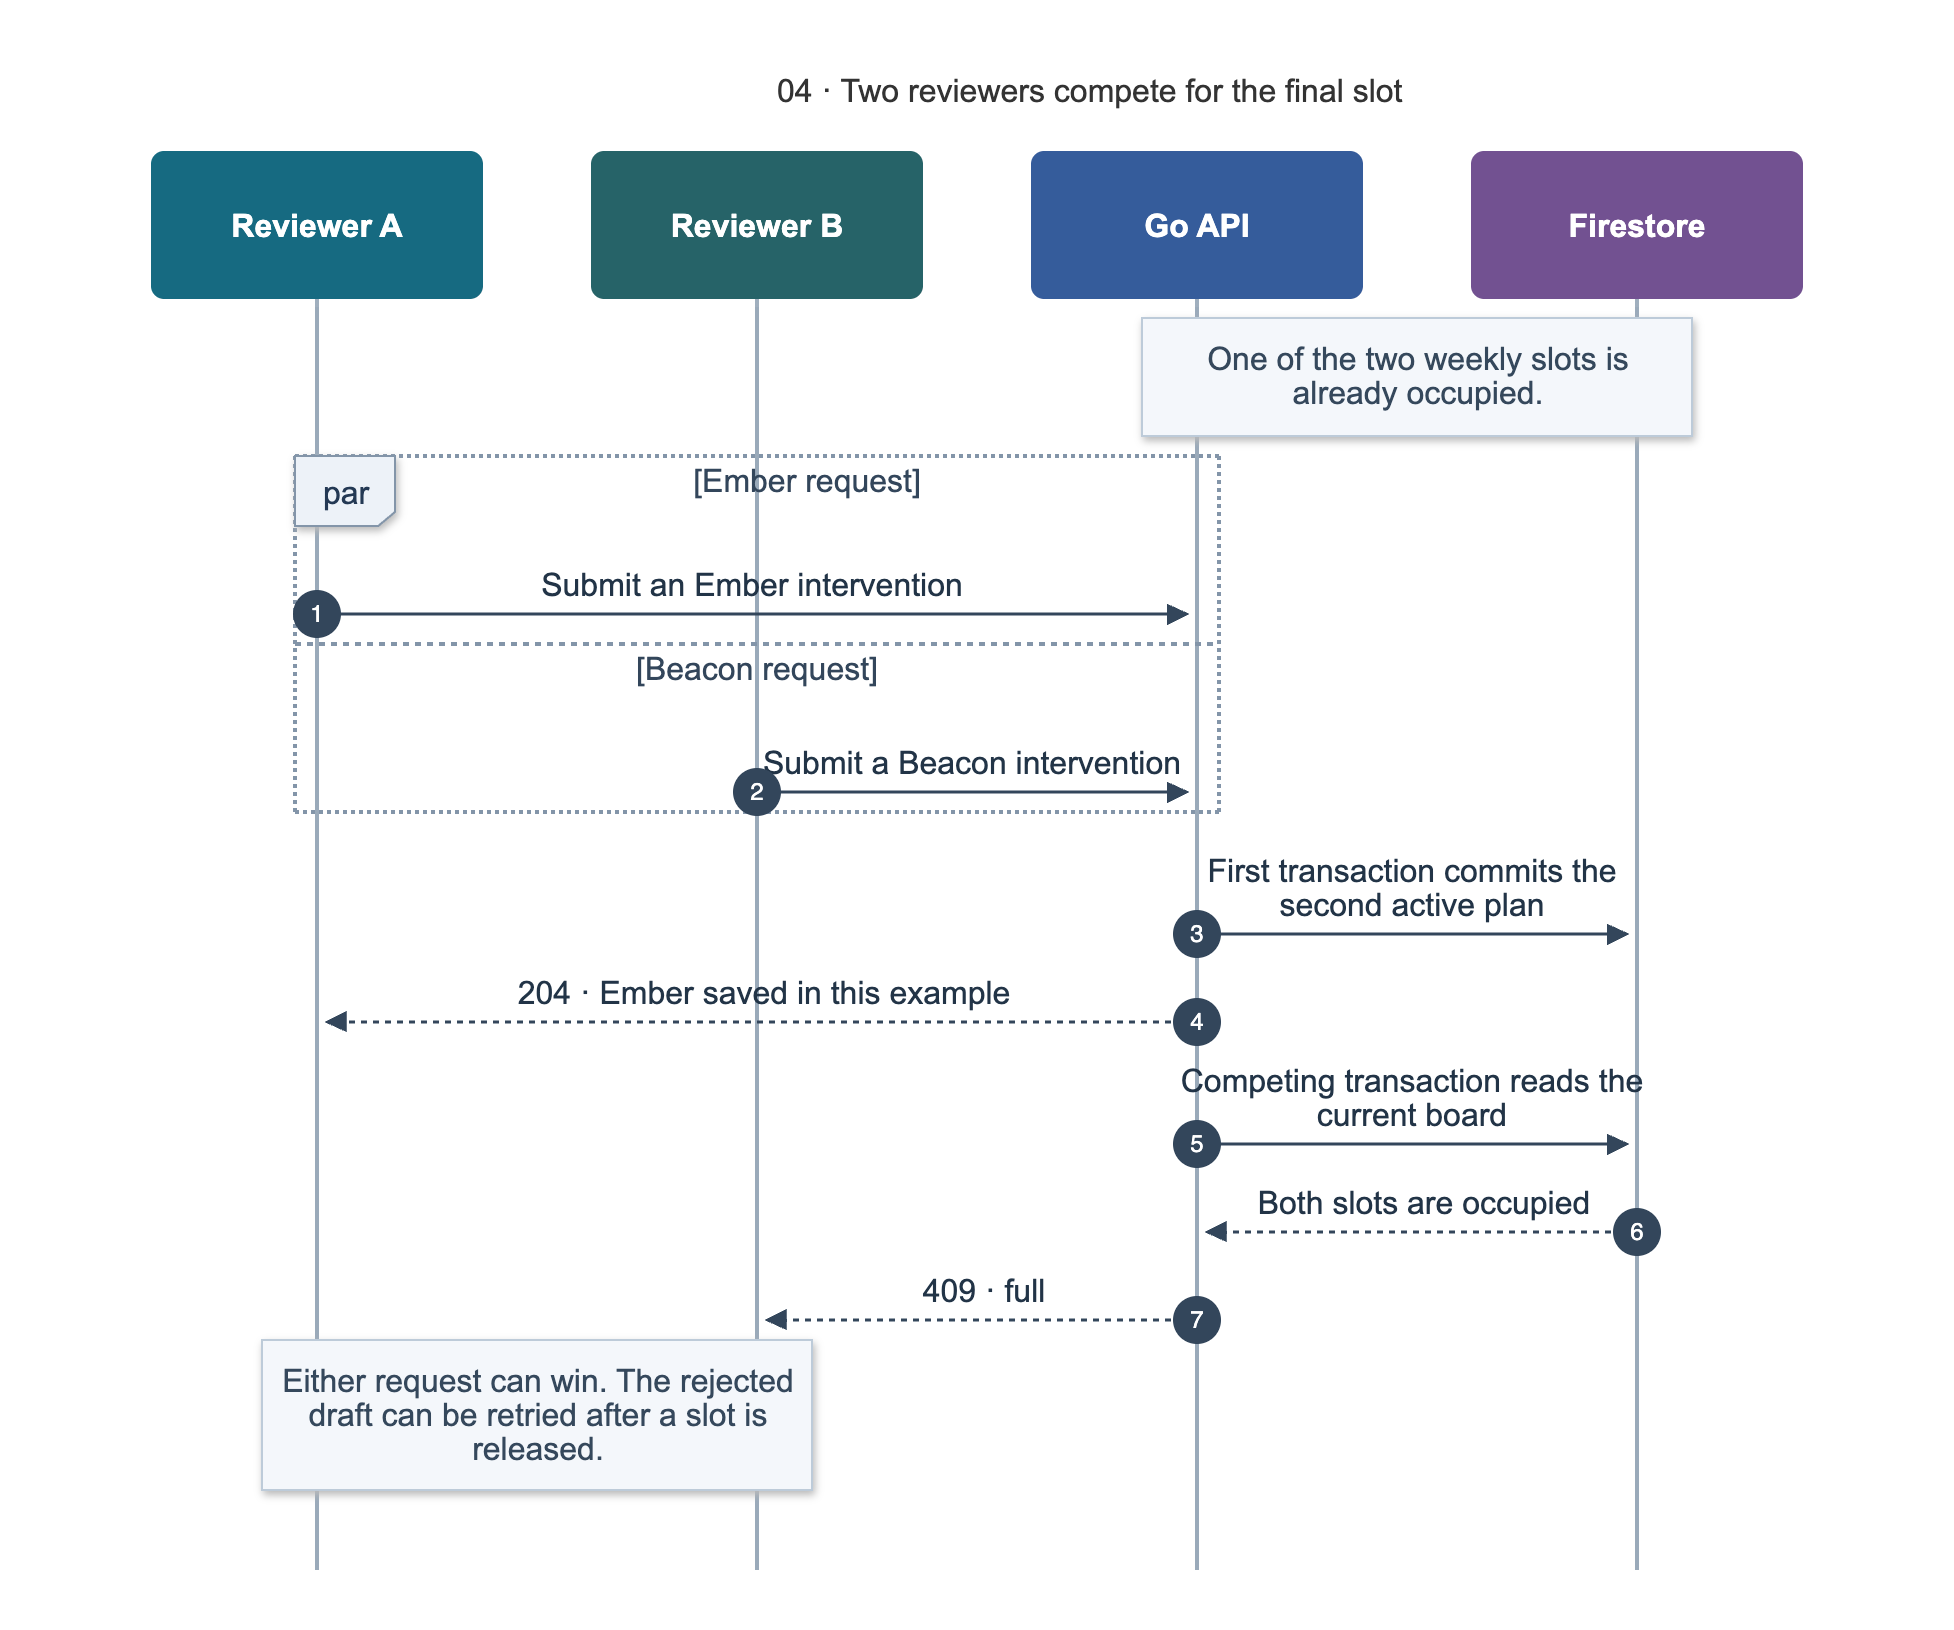 04 · Two reviewers compete for the final slot
Reviewer A
Reviewer B
Go API
Firestore
One of the two weekly slots is
already occupied.
par
[Ember request]
Submit an Ember intervention
1
[Beacon request]
Submit a Beacon intervention
2
First transaction commits the
second active plan
3
204 · Ember saved in this example
4
Competing transaction reads the
current board
5
Both slots are occupied
6
409 · full
7
Either request can win. The rejected
draft can be retried after a slot is
released.